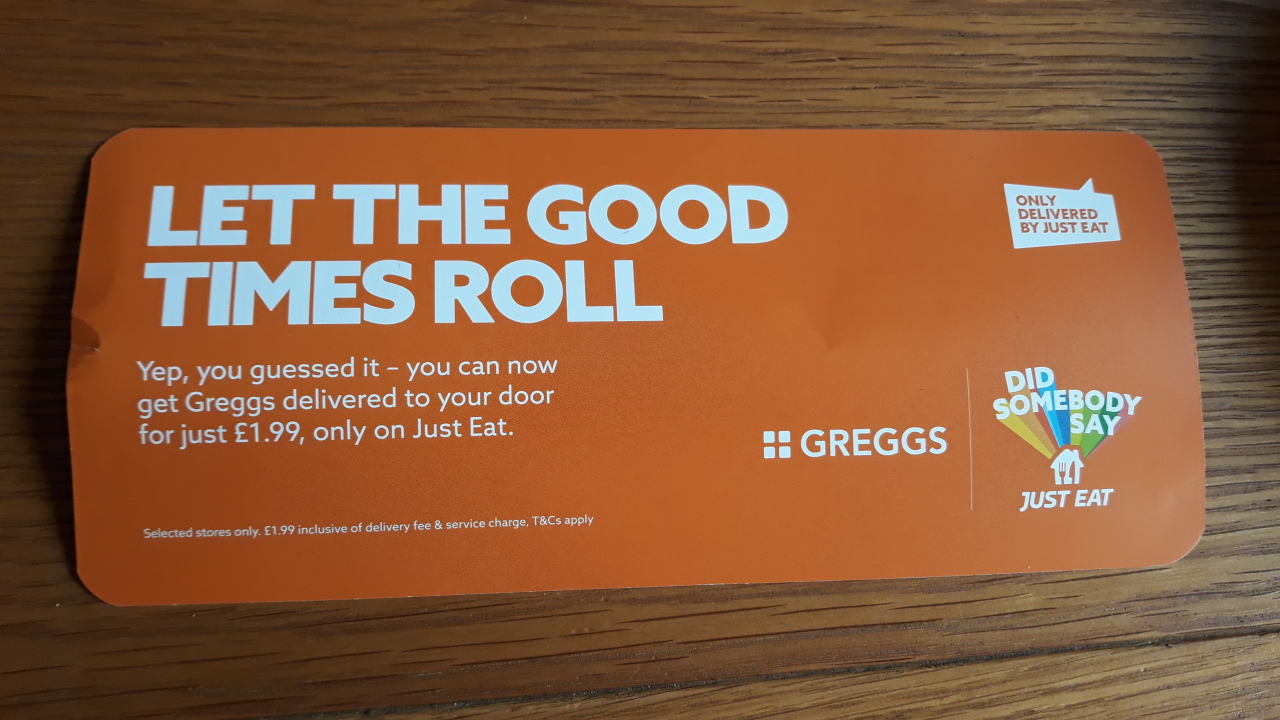 LET THE GOOD
TIMES ROLL
Yep, you guessed it – you can now
get Greggs delivered to your door
for just £1.99, only on Just Eat.
Selected stores only. £1.99 inclusive of delivery fee & service charge, T&Cs apply
ONLY
DELIVERED
BY JUST EAT
GREGGS
DID
SOMEBODY
SAY
JUST EAT